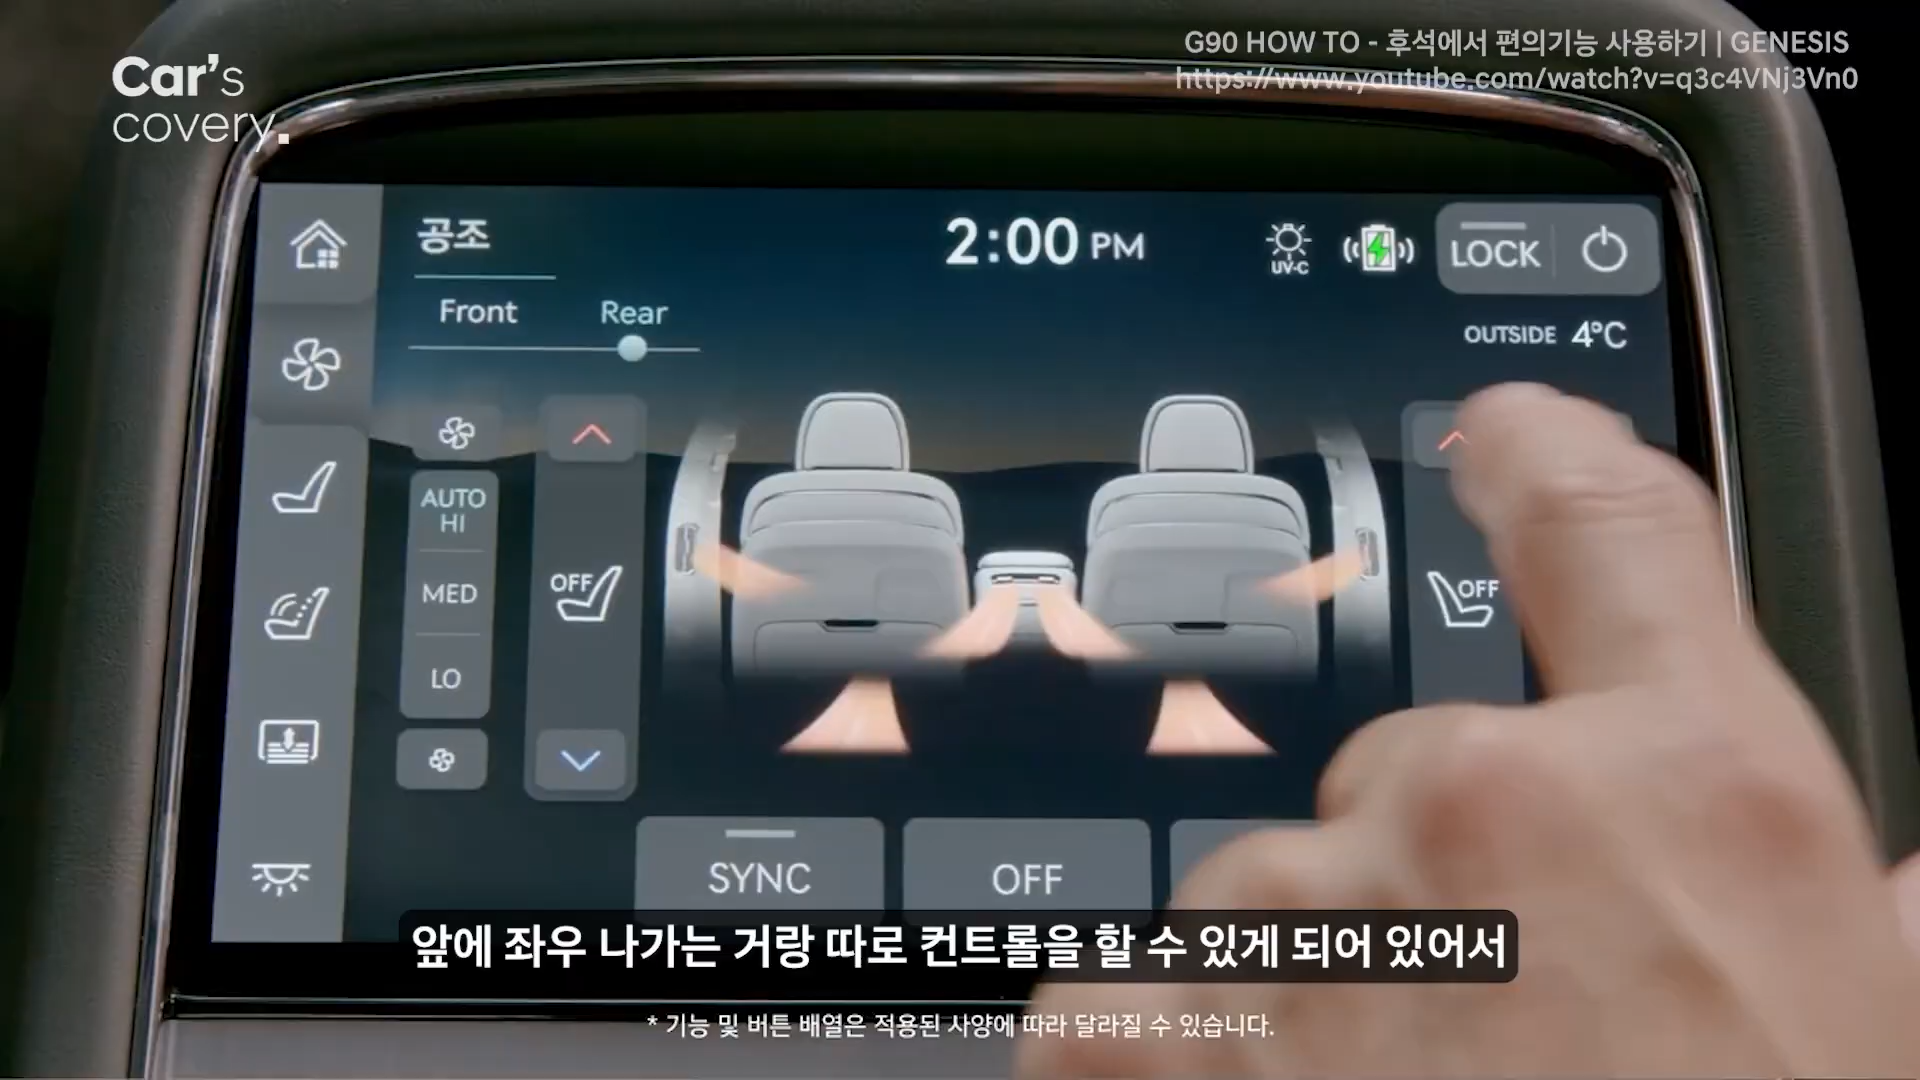 Car's
covery.
G90 HOW TO - 후석에서 편의기능 사용하기 | GENESIS
https://www.youtube.com/watch?v=q3c4VNj3Vn0
공조
2:00 PM
UV-C
LOCK
Front Rear
OUTSIDE 4°C
AUTO
HI
MED
LO
OFF
OFF
SYNC
OFF
앞에 좌우 나가는 거랑 따로 컨트롤을 할 수 있게 되어 있어서
* 기능 및 버튼 배열은 적용된 사양에 따라 달라질 수 있습니다.